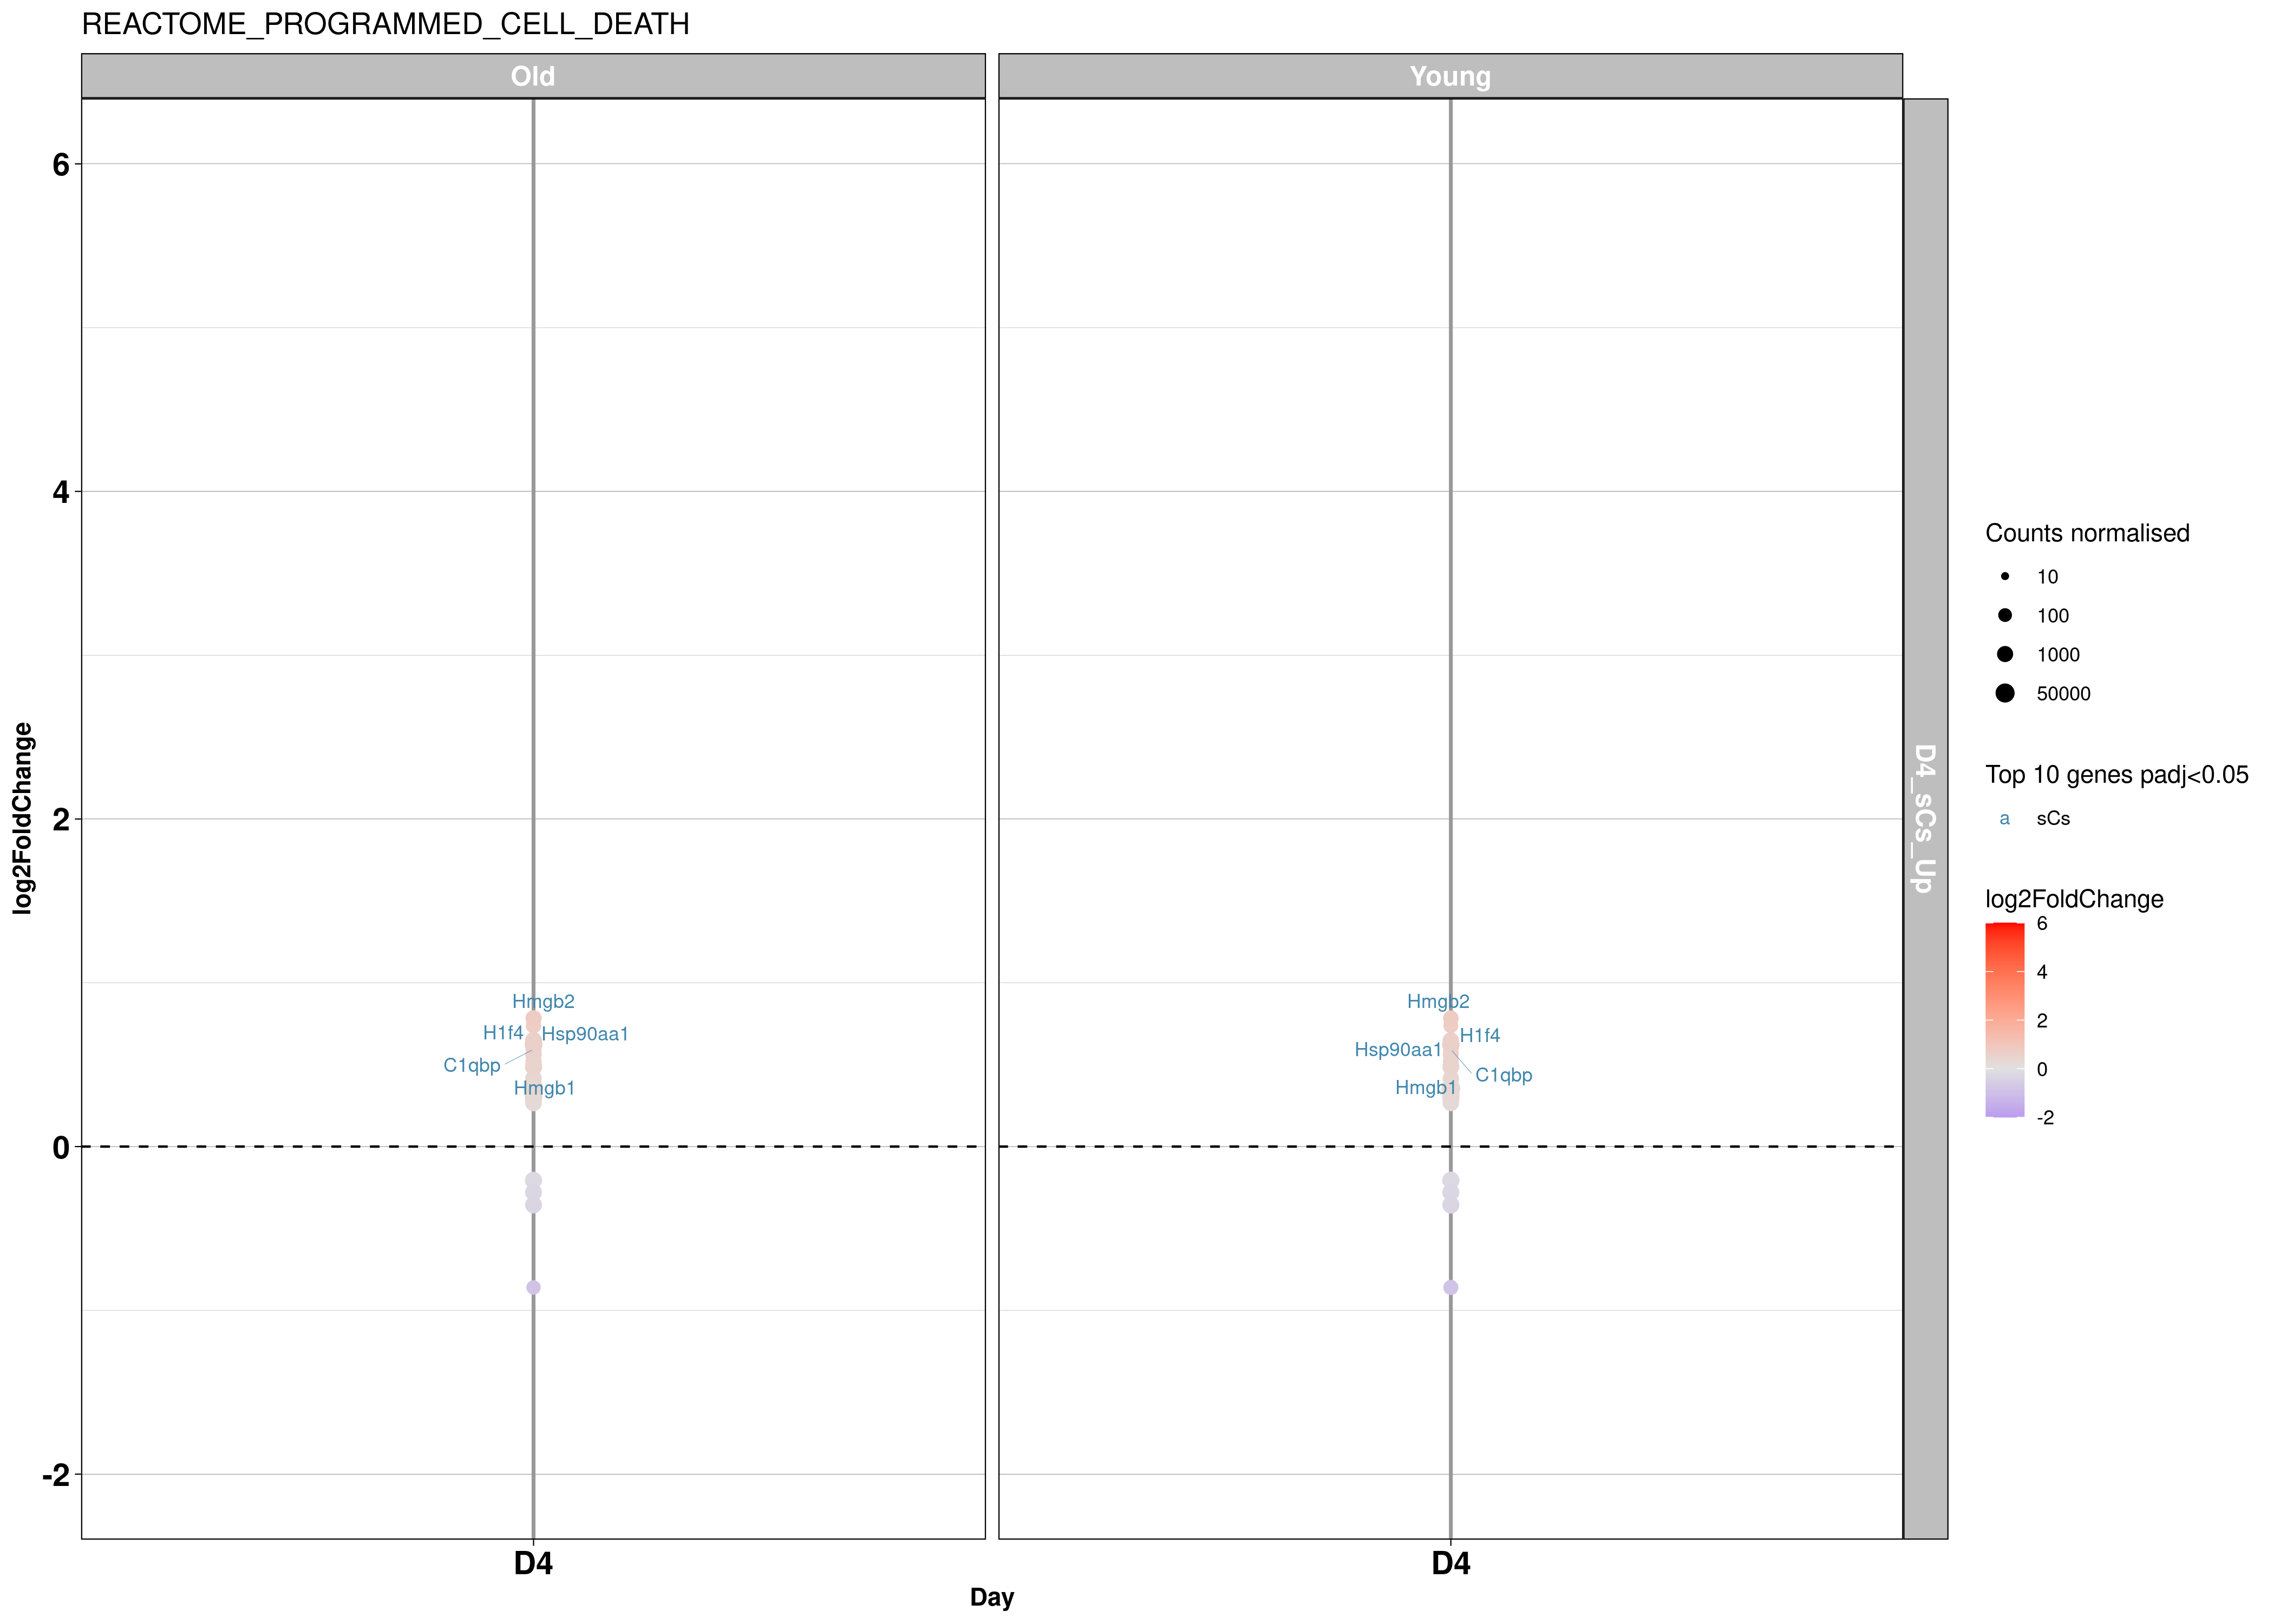 REACTOME_PROGRAMMED_CELL_DEATH
Old
Young
6
4
2
0
-2
log2FoldChange
Hmgb2
H1f4
Hsp90aa1
C1qbp
Hmgb1
Hmgb2
H1f4
Hsp90aa1
C1qbp
Hmgb1
D4_sCs_Up
D4
D4
Day
Counts normalised
10
100
1000
50000
Top 10 genes padj<0.05
a sCs
log2FoldChange
6
4
2
0
-2